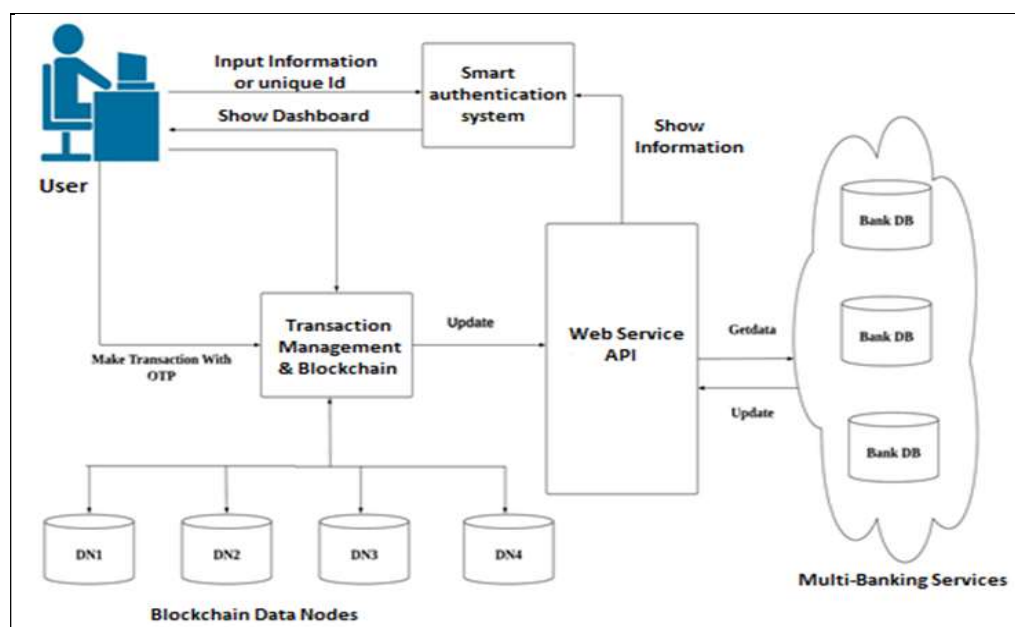 Input Information
or unique Id
Show Dashboard
Smart
authentication
system
User
Show
Information
Bank DB
Bank DB
Bank DB
Transaction
Management
& Blockchain
Update
Web Service
API
Getdata
Update
Make Transaction With
OTP
DN1
DN2
DN3
DN4
Blockchain Data Nodes
Multi-Banking Services